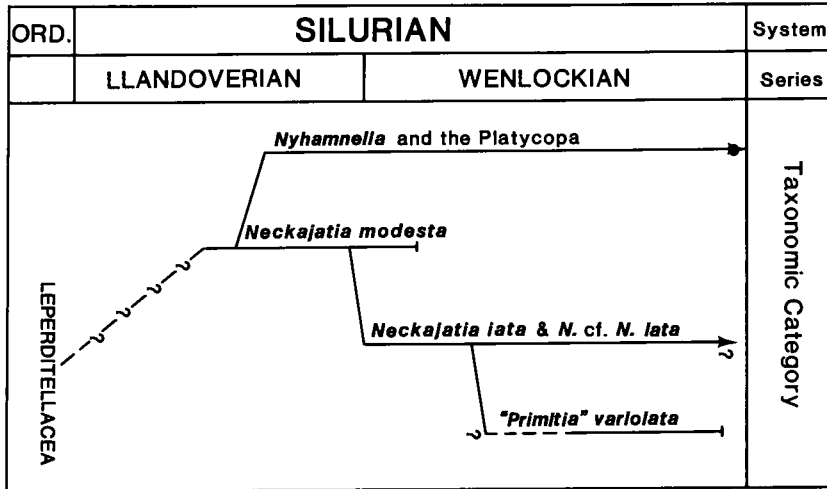 ORD. SILURIAN System
LLANDOVERIAN WENLOCKIAN Series
Nyhamnella and the Platycopa
Neckajatia modesta
? ? ? ?
LEPERDITELLACEA
Neckajatia lata & N. cf. N. lata
?
"Primitia" variolata
?
Taxonomic Category